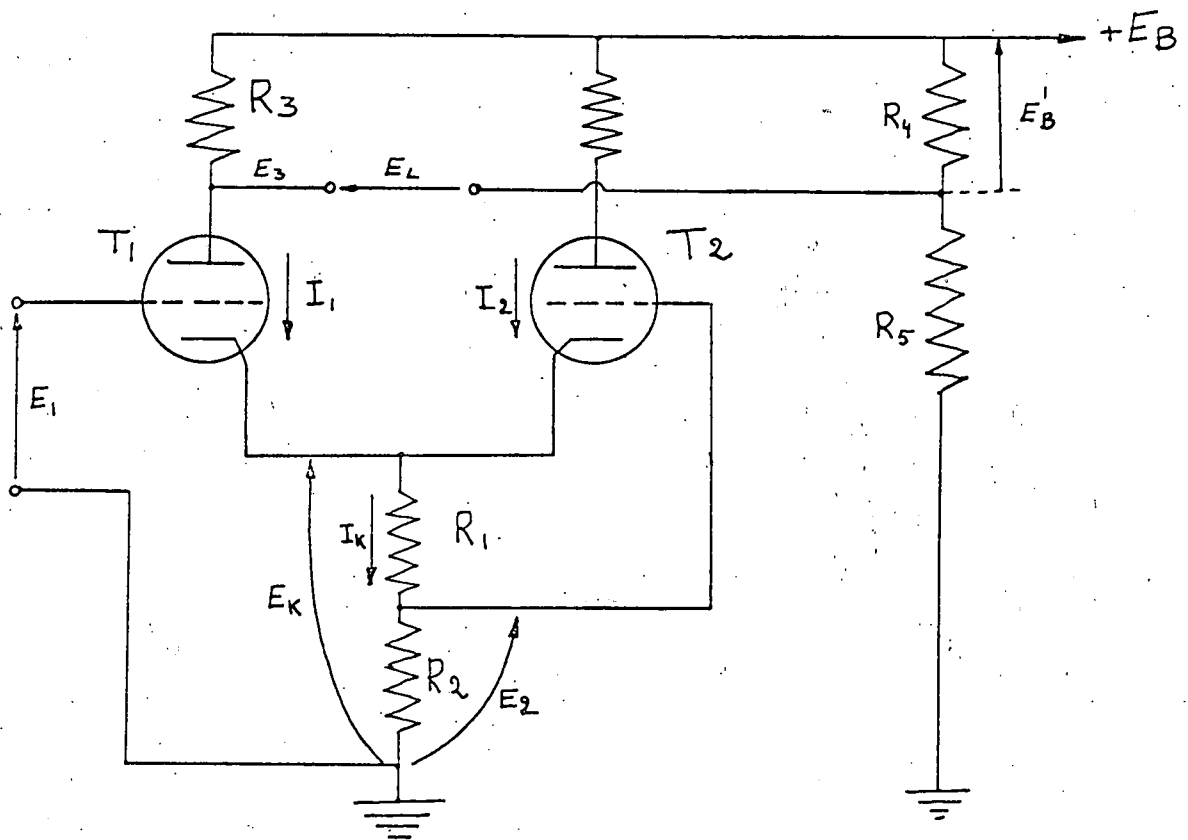 +E_B
R_3
R_4
E_B'
E_3
E_L
T_1
T_2
I_1
I_2
R_5
E_1
I_K
R_1
E_K
R_2
E_2